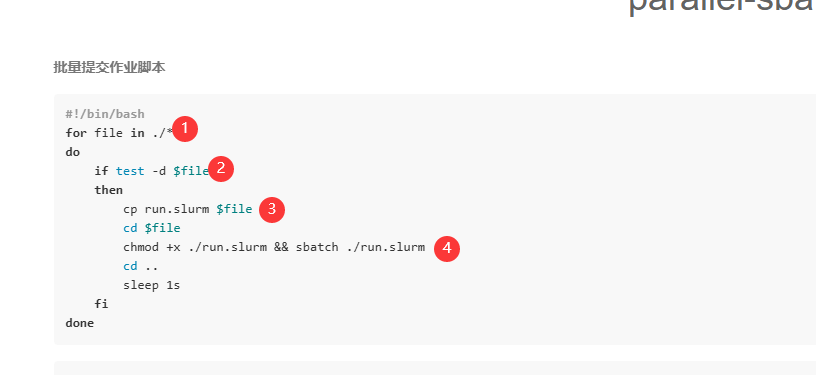 parallel-sba
批量提交作业脚本
#!/bin/bash
for file in ./* 1
do
if test -d $file 2
then
cp run.slurm $file 3
cd $file
chmod +x ./run.slurm && sbatch ./run.slurm 4
cd ..
sleep 1s
fi
done